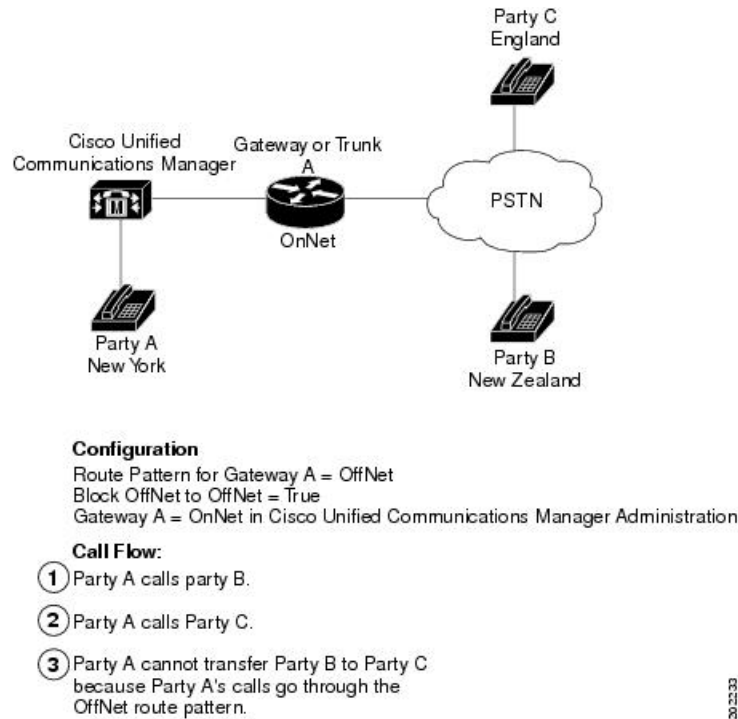 Party C
England
Cisco Unified
Communications Manager
Gateway or Trunk
A
M
PSTN
OnNet
Party A
New York
Party B
New Zealand
Configuration
Route Pattern for Gateway A = OffNet
Block OffNet to OffNet = True
Gateway A = OnNet in Cisco Unified Communications Manager Administration
Call Flow:
1 Party A calls party B.
2 Party A calls Party C.
3 Party A cannot transfer Party B to Party C
because Party A's calls go through the
OffNet route pattern.